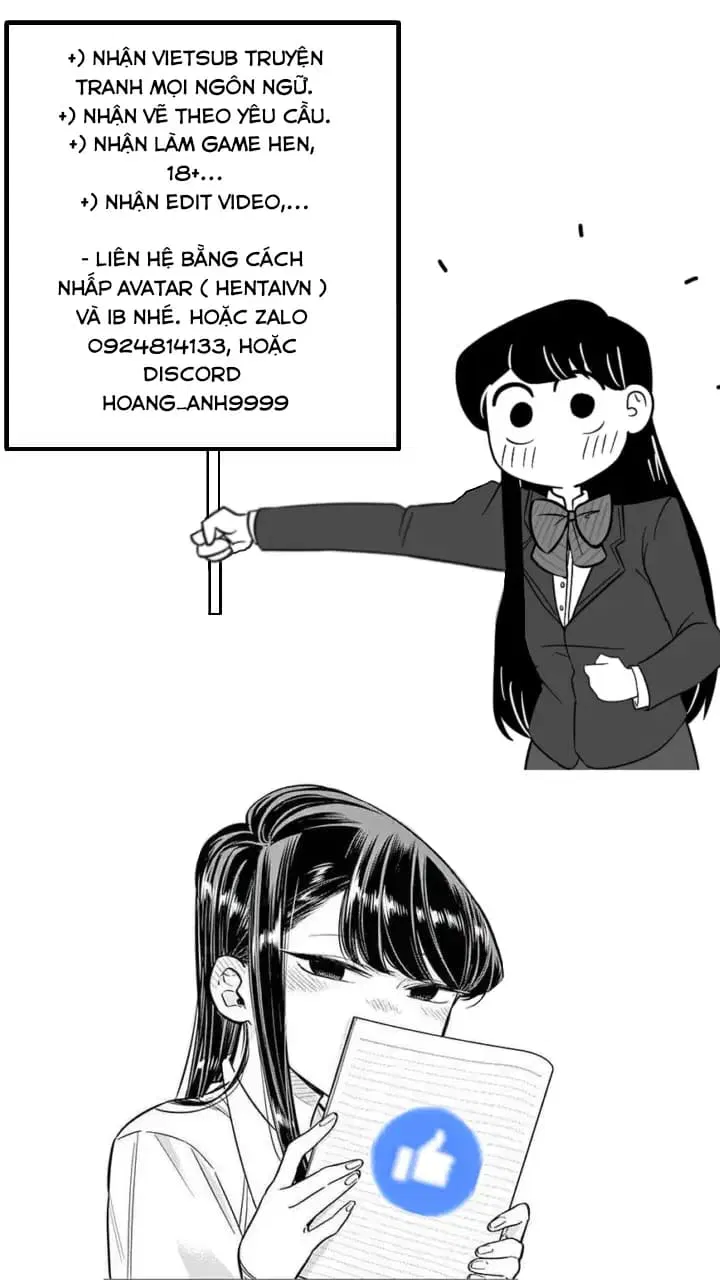 +) NHẬN VIETSUB TRUYỆN
TRANH MỌI NGÔN NGỮ.
+) NHẬN VẼ THEO YÊU CẦU.
+) NHẬN LÀM GAME HEN,
18+...
+) NHẬN EDIT VIDEO,...
- LIÊN HỆ BẰNG CÁCH
NHẤP AVATAR ( HENTAIVN )
VÀ IB NHÉ. HOẶC ZALO
0924814133, HOẶC
DISCORD
HOANG_ANH9999